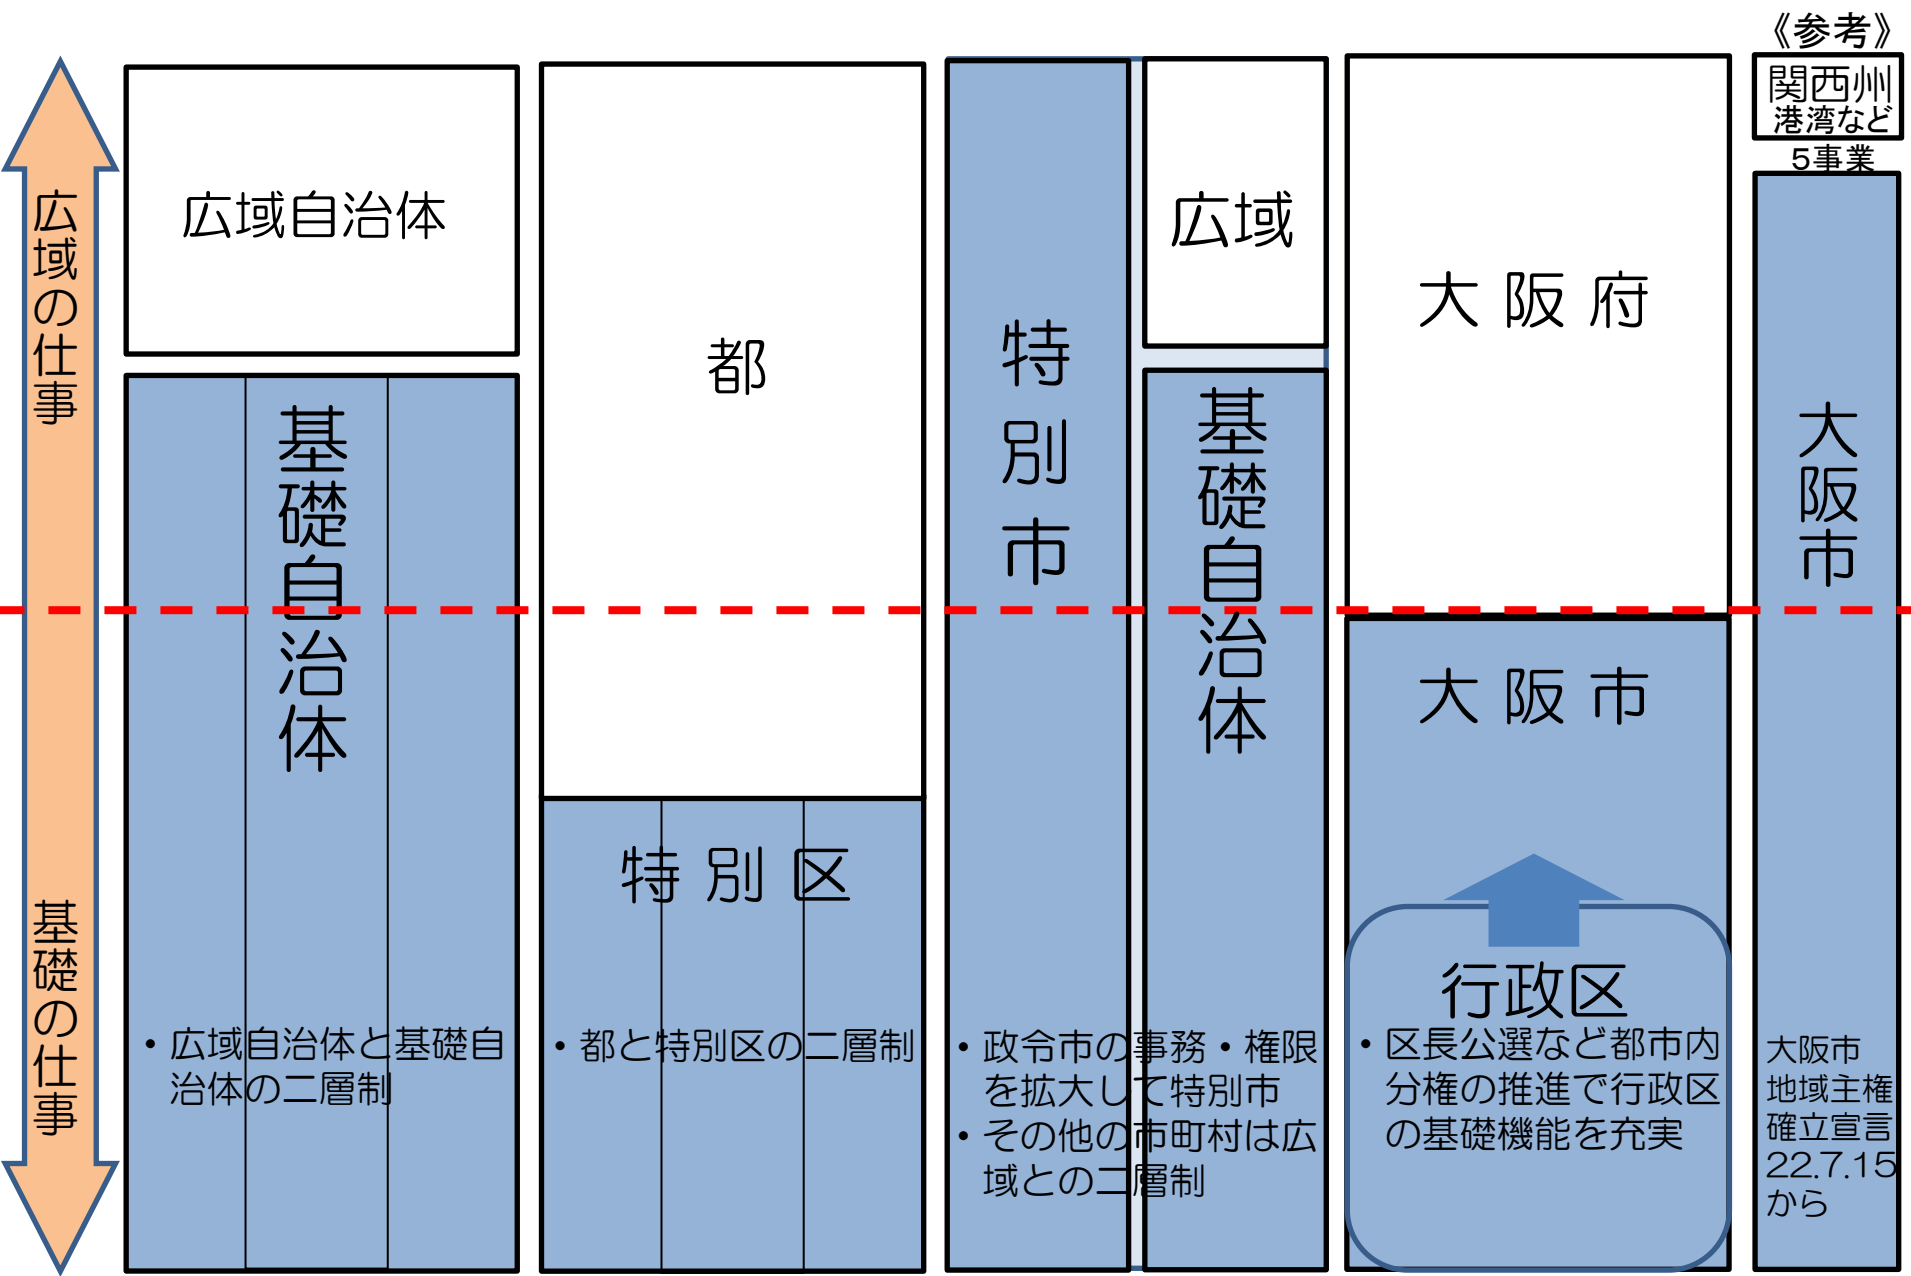 広域の仕事
基礎の仕事
広域自治体
基礎自治体
・広域自治体と基礎自
治体の二層制
都
特別区
・都と特別区の二層制
特別市
広域
基礎自治体
・政令市の事務・権限
を拡大して特別市
・その他の市町村は広
域との二層制
大阪府
大阪市
行政区
・区長公選など都市内
分権の推進で行政区
の基礎機能を充実
《参考》
関西州
港湾など
5事業
大阪市
大阪市
地域主権
確立宣言
22.7.15
から